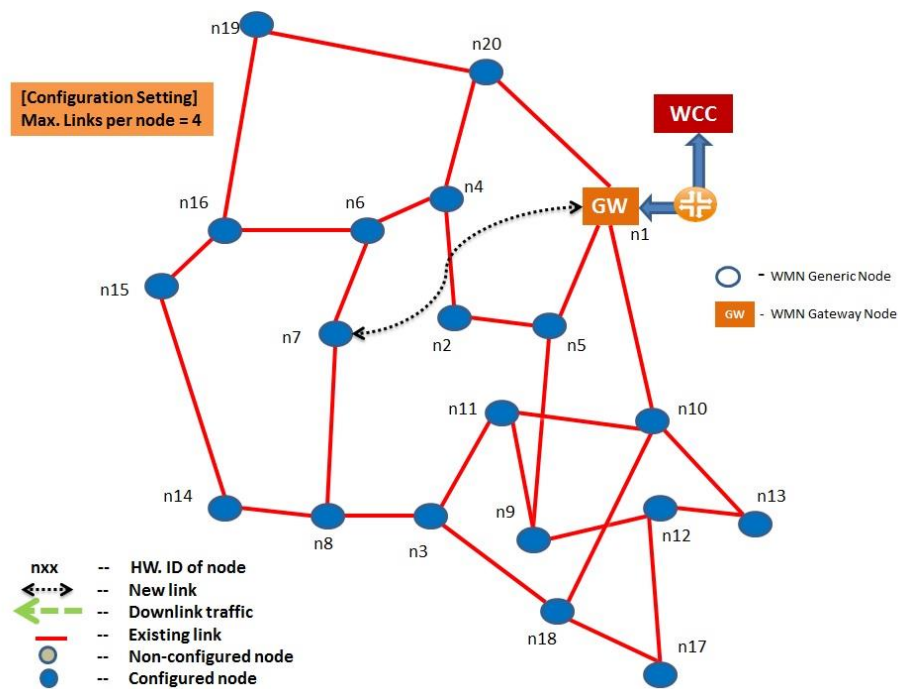 n19
n20
[Configuration Setting]
Max. Links per node = 4
WCC
n4
n6
n16
GW
n1
n15
- WMN Generic Node
GW - WMN Gateway Node
n7
n2
n5
n11
n10
n14
n9
n13
n12
n8
n3
nxx -- HW. ID of node
-- New link
-- Downlink traffic
-- Existing link
-- Non-configured node
-- Configured node
n18
n17